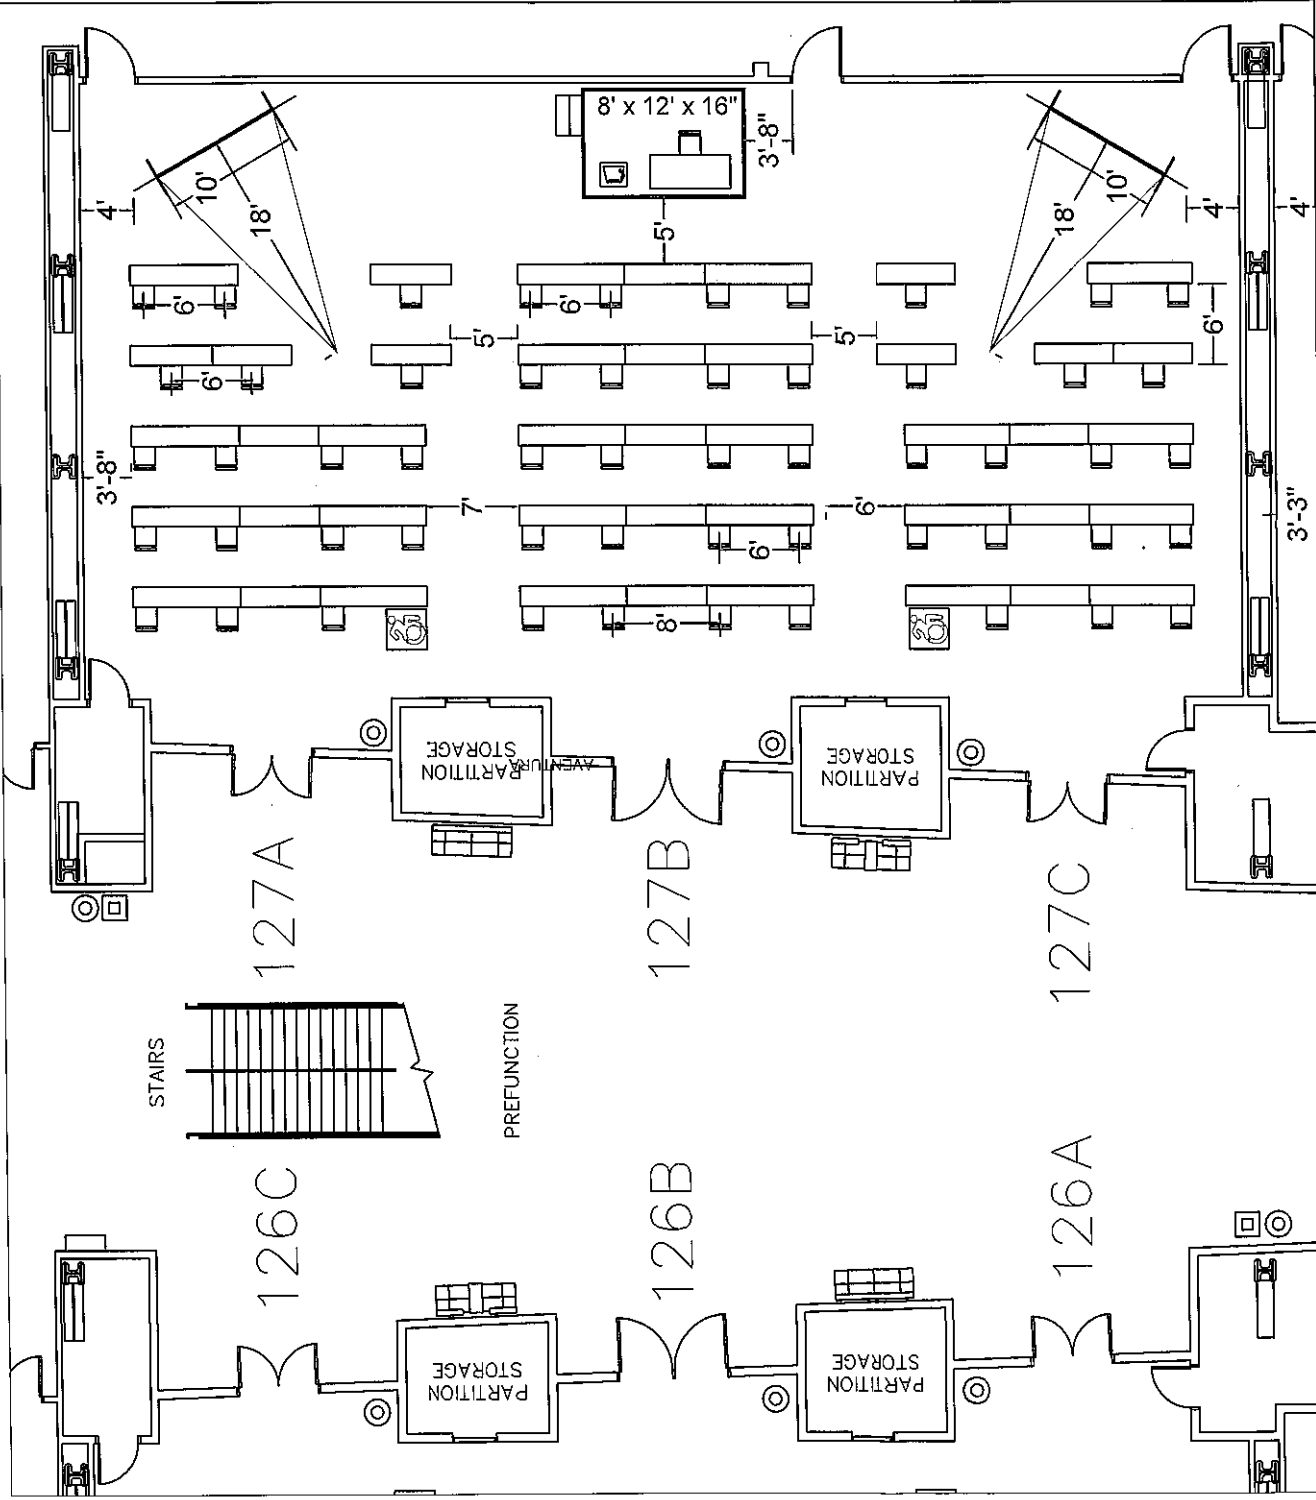 8' x 12' x 16"
3'-8"
10'
18'
4'
5'
10'
18'
4'
4'
6'
6'
5'
5'
6'
6'
3'-8"
7'
6'
6'
3'-3"
8'
PARTITION
STORAGE
AVENTURA
PARTITION
STORAGE
127A
127B
127C
STAIRS
PREFUNCTION
126C
126B
126A
PARTITION
STORAGE
PARTITION
STORAGE